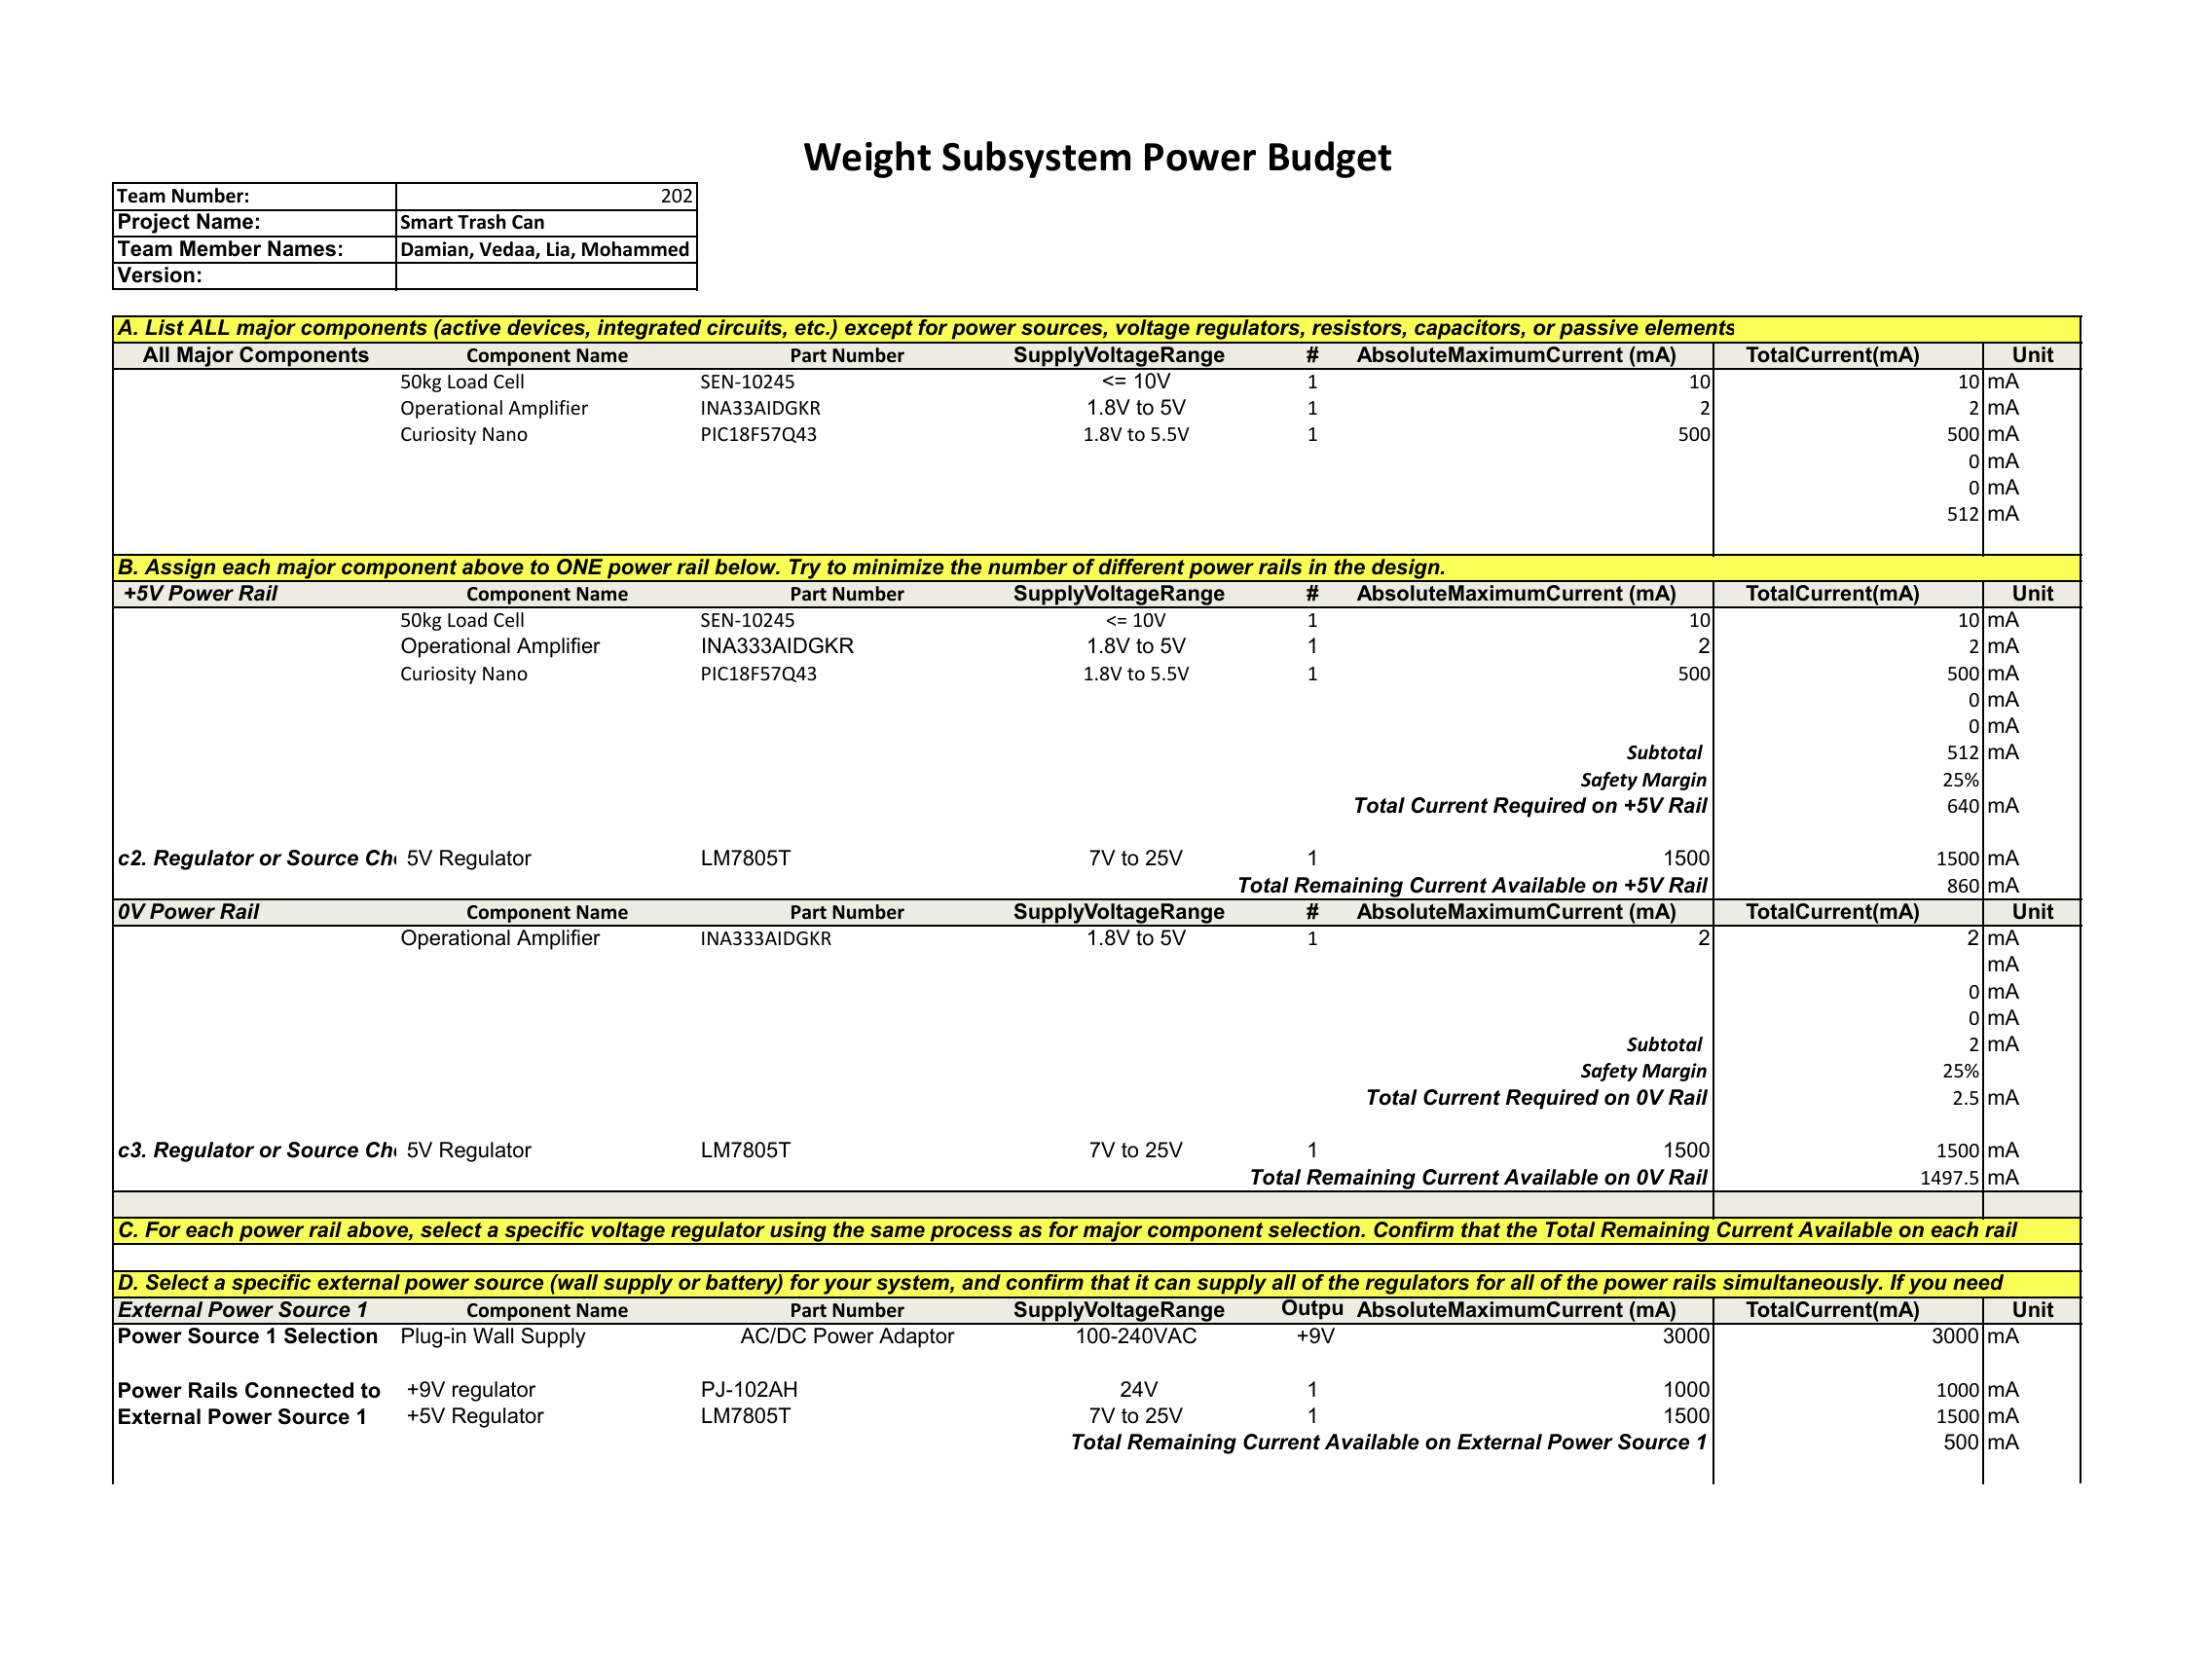 Weight Subsystem Power Budget
Team Number: 202
Project Name: Smart Trash Can
Team Member Names: Damian, Vedaa, Lia, Mohammed
Version:
A. List ALL major components (active devices, integrated circuits, etc.) except for power sources, voltage regulators, resistors, capacitors, or passive elements
All Major Components Component Name Part Number SupplyVoltageRange # AbsoluteMaximumCurrent (mA) TotalCurrent(mA) Unit
50kg Load Cell SEN-10245 <= 10V 1 10 10 mA
Operational Amplifier INA33AIDGKR 1.8V to 5V 1 2 2 mA
Curiosity Nano PIC18F57Q43 1.8V to 5.5V 1 500 500 mA
0 mA
0 mA
512 mA
B. Assign each major component above to ONE power rail below. Try to minimize the number of different power rails in the design.
+5V Power Rail Component Name Part Number SupplyVoltageRange # AbsoluteMaximumCurrent (mA) TotalCurrent(mA) Unit
50kg Load Cell SEN-10245 <= 10V 1 10 10 mA
Operational Amplifier INA333AIDGKR 1.8V to 5V 1 2 2 mA
Curiosity Nano PIC18F57Q43 1.8V to 5.5V 1 500 500 mA
0 mA
0 mA
Subtotal 512 mA
Safety Margin 25%
Total Current Required on +5V Rail 640 mA
c2. Regulator or Source Ch 5V Regulator LM7805T 7V to 25V 1 1500 1500 mA
Total Remaining Current Available on +5V Rail 860 mA
0V Power Rail Component Name Part Number SupplyVoltageRange # AbsoluteMaximumCurrent (mA) TotalCurrent(mA) Unit
Operational Amplifier INA333AIDGKR 1.8V to 5V 1 2 2 mA
mA
0 mA
0 mA
Subtotal 2 mA
Safety Margin 25%
Total Current Required on 0V Rail 2.5 mA
c3. Regulator or Source Ch 5V Regulator LM7805T 7V to 25V 1 1500 1500 mA
Total Remaining Current Available on 0V Rail 1497.5 mA
C. For each power rail above, select a specific voltage regulator using the same process as for major component selection. Confirm that the Total Remaining Current Available on each rail
D. Select a specific external power source (wall supply or battery) for your system, and confirm that it can supply all of the regulators for all of the power rails simultaneously. If you need
External Power Source 1 Component Name Part Number SupplyVoltageRange Outpu AbsoluteMaximumCurrent (mA) TotalCurrent(mA) Unit
Power Source 1 Selection Plug-in Wall Supply AC/DC Power Adaptor 100-240VAC +9V 3000 3000 mA
Power Rails Connected to +9V regulator PJ-102AH 24V 1 1000 1000 mA
External Power Source 1 +5V Regulator LM7805T 7V to 25V 1 1500 1500 mA
Total Remaining Current Available on External Power Source 1 500 mA